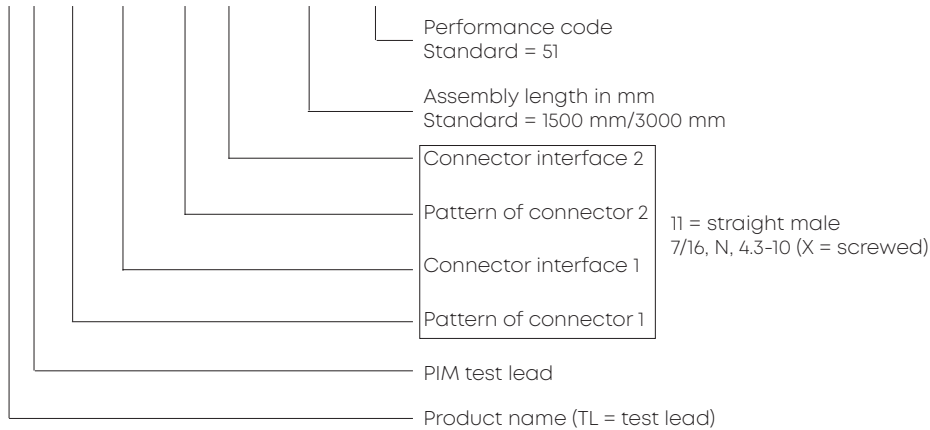 Performance code
Standard = 51
Assembly length in mm
Standard = 1500 mm/3000 mm
Connector interface 2
Pattern of connector 2
11 = straight male
7/16, N, 4.3-10 (X = screwed)
Connector interface 1
Pattern of connector 1
PIM test lead
Product name (TL = test lead)